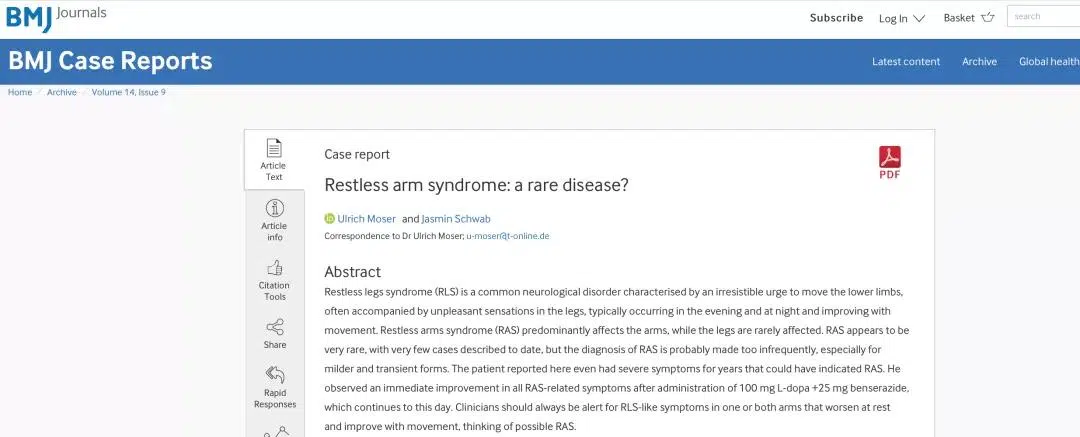 BMJ Journals
Subscribe Log In Basket search
BMJ Case Reports
Latest content Archive Global health
Home / Archive / Volume 14, Issue 9
Article
Text
Article
info
Citation
Tools
Share
Rapid
Responses
Case report
PDF
Restless arm syndrome: a rare disease?
iD Ulrich Moser and Jasmin Schwab
Correspondence to Dr Ulrich Moser; u-moser@t-online.de
Abstract
Restless legs syndrome (RLS) is a common neurological disorder characterised by an irresistible urge to move the lower limbs,
often accompanied by unpleasant sensations in the legs, typically occurring in the evening and at night and improving with
movement. Restless arms syndrome (RAS) predominantly affects the arms, while the legs are rarely affected. RAS appears to be
very rare, with very few cases described to date, but the diagnosis of RAS is probably made too infrequently, especially for
milder and transient forms. The patient reported here even had severe symptoms for years that could have indicated RAS. He
observed an immediate improvement in all RAS-related symptoms after administration of 100 mg L-dopa +25 mg benserazide,
which continues to this day. Clinicians should always be alert for RLS-like symptoms in one or both arms that worsen at rest
and improve with movement, thinking of possible RAS.